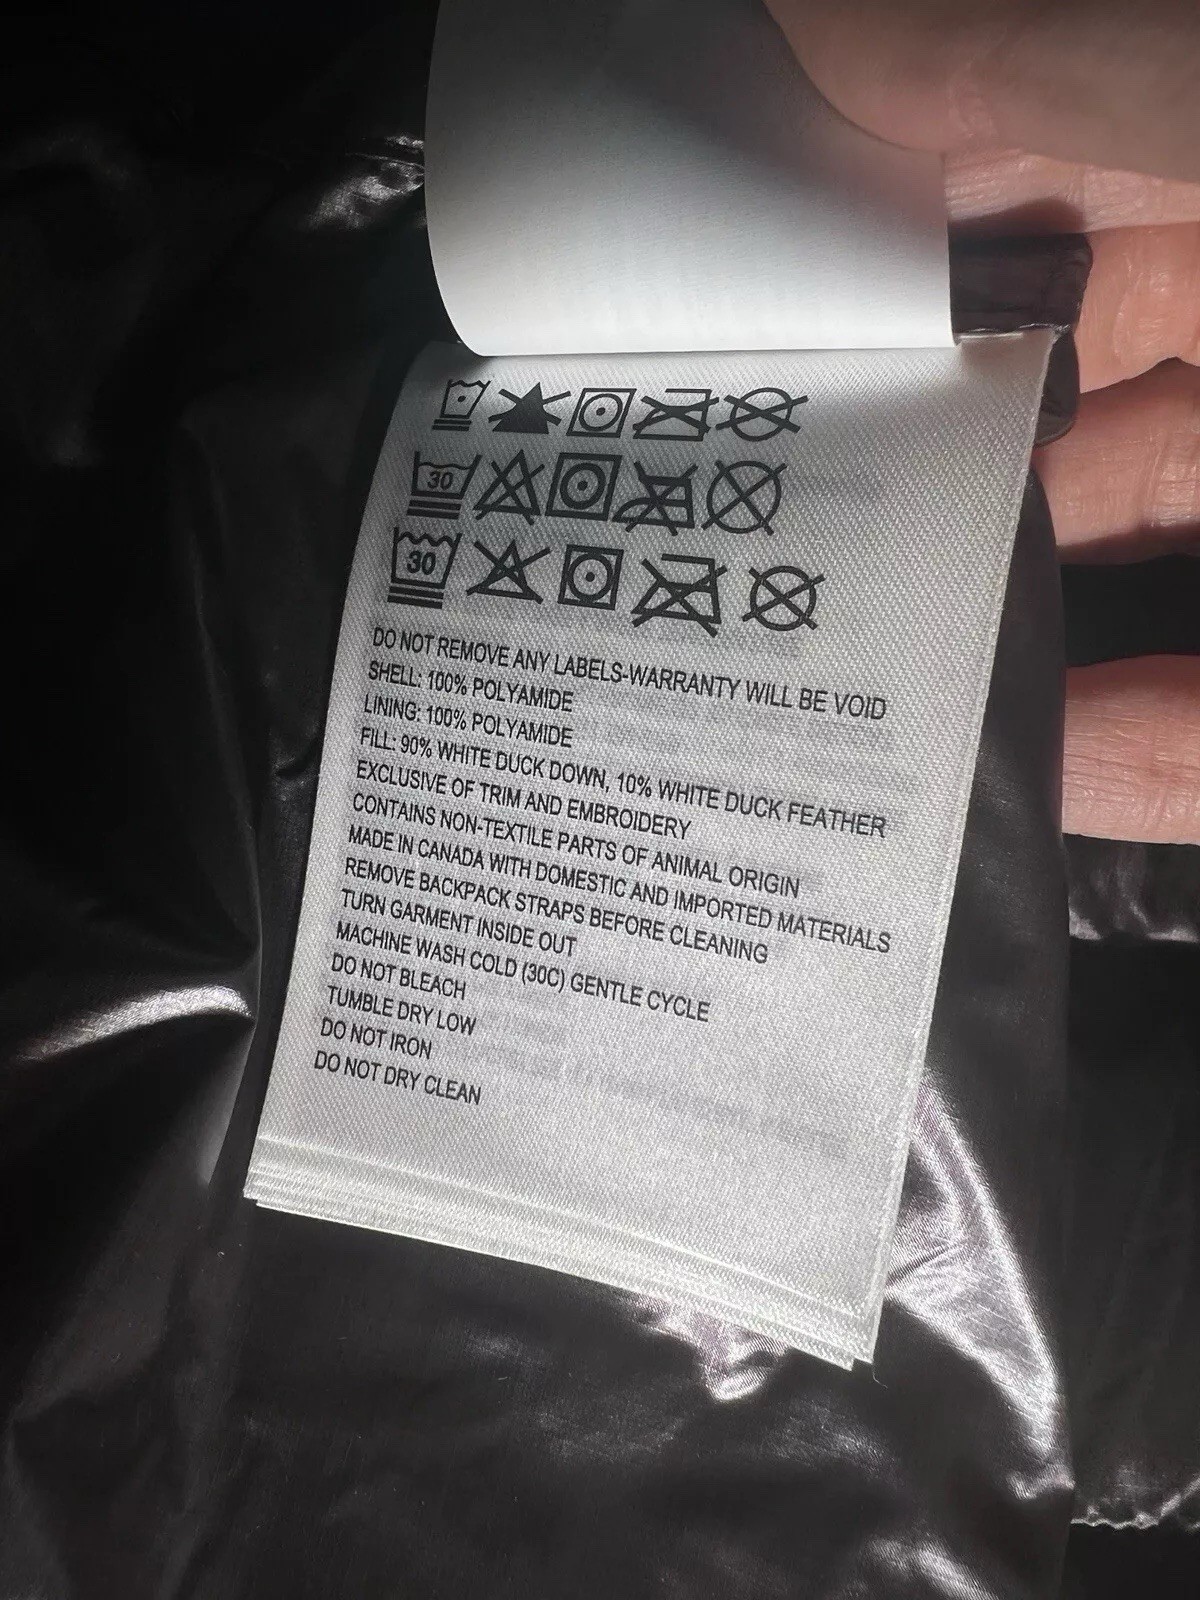 30
30
DO NOT REMOVE ANY LABELS-WARRANTY WILL BE VOID
SHELL: 100% POLYAMIDE
LINING: 100% POLYAMIDE
FILL: 90% WHITE DUCK DOWN, 10% WHITE DUCK FEATHER
EXCLUSIVE OF TRIM AND EMBROIDERY
CONTAINS NON-TEXTILE PARTS OF ANIMAL ORIGIN
MADE IN CANADA WITH DOMESTIC AND IMPORTED MATERIALS
REMOVE BACKPACK STRAPS BEFORE CLEANING
TURN GARMENT INSIDE OUT
MACHINE WASH COLD (30C) GENTLE CYCLE
DO NOT BLEACH
TUMBLE DRY LOW
DO NOT IRON
DO NOT DRY CLEAN